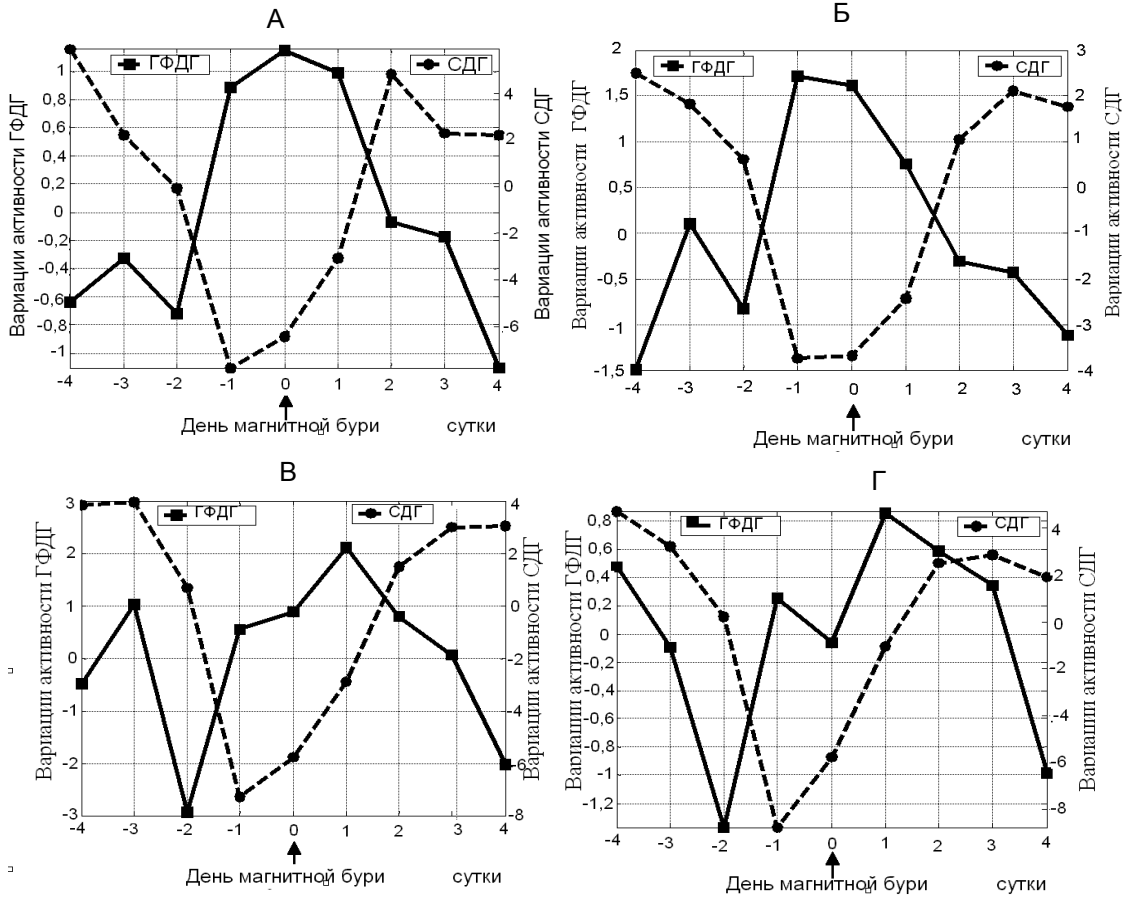 А
ГФДГ
СДГ
Вариации активности ГФДГ
1
0,8
0,6
0,4
0,2
0
-0,2
-0,4
-0,6
-0,8
-1
Вариации активности СДГ
4
2
0
-2
-4
-6
-4 -3 -2 -1 0 1 2 3 4
День магнитной бури сутки
Б
ГФДГ
СДГ
Вариации активности ГФДГ
2
1,5
1
0,5
0
-0,5
-1
-1,5
Вариации активности СДГ
3
2
1
0
-1
-2
-3
-4
-4 -3 -2 -1 0 1 2 3 4
День магнитной бури сутки
В
ГФДГ
СДГ
Вариации активности ГФДГ
3
2
1
0
-1
-2
-3
Вариации активности СДГ
4
2
0
-2
-4
-6
-8
-4 -3 -2 -1 0 1 2 3 4
День магнитной бури сутки
Г
ГФДГ
СДГ
Вариации активности ГФДГ
0,8
0,6
0,4
0,2
0
-0,2
-0,4
-0,6
-0,8
-1
-1,2
Вариации активности СДГ
4
2
0
-2
-4
-6
-8
-4 -3 -2 -1 0 1 2 3 4
День магнитной бури сутки